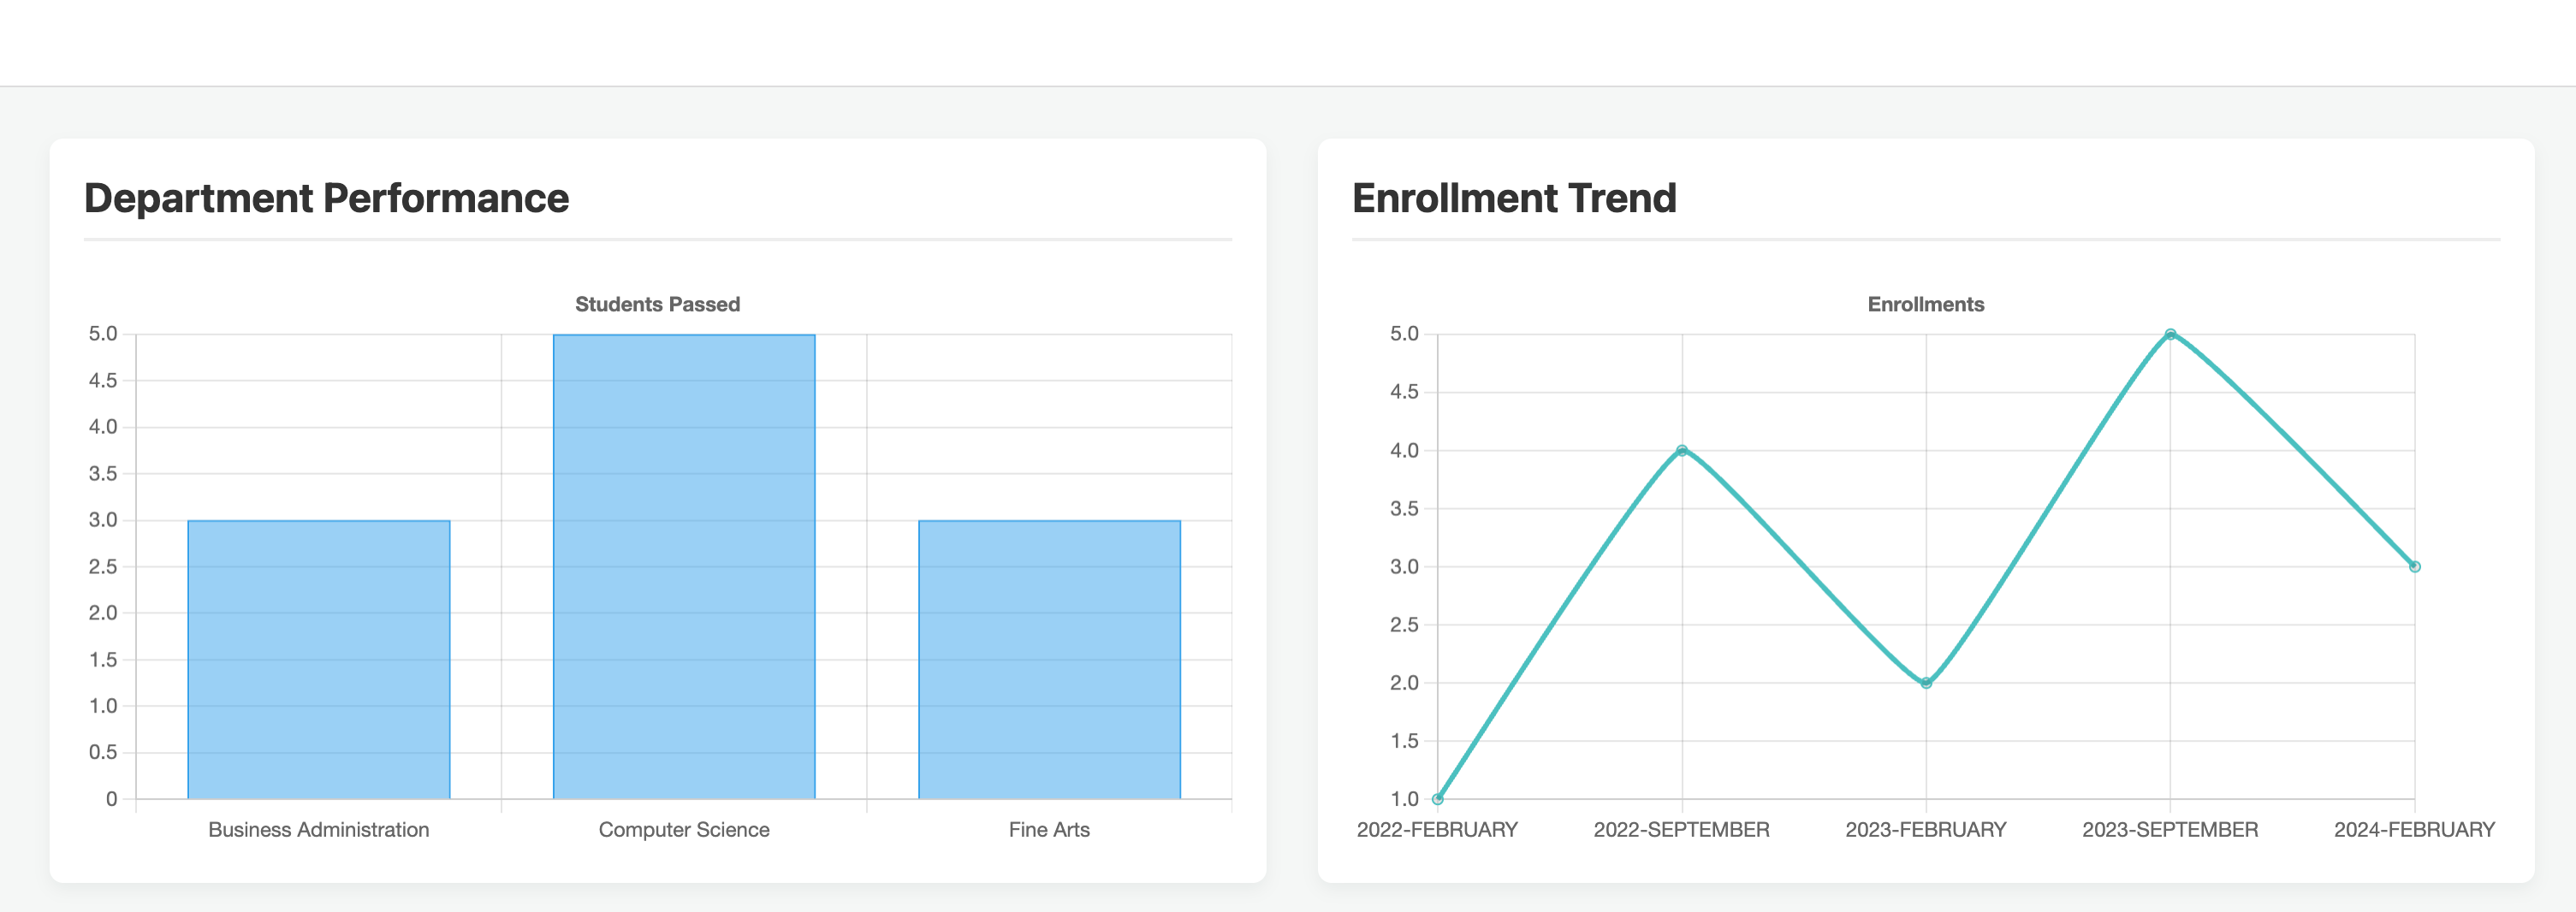 Department Performance
Students Passed
5.0
4.5
4.0
3.5
3.0
2.5
2.0
1.5
1.0
0.5
0
Business Administration
Computer Science
Fine Arts
Enrollment Trend
Enrollments
5.0
4.5
4.0
3.5
3.0
2.5
2.0
1.5
1.0
2022-FEBRUARY
2022-SEPTEMBER
2023-FEBRUARY
2023-SEPTEMBER
2024-FEBRUARY